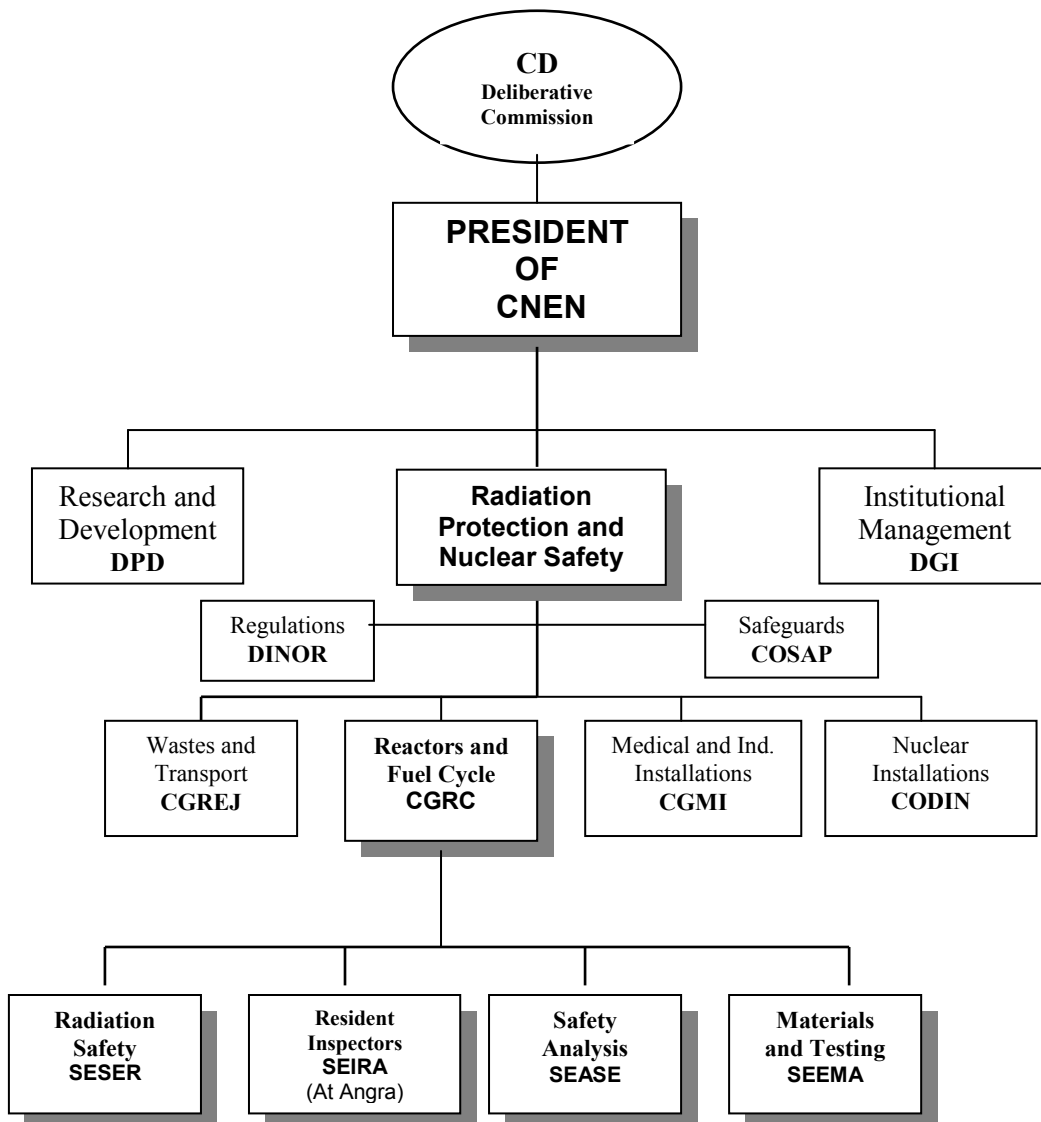 CD
Deliberative
Commission
PRESIDENT
OF
CNEN
Research and
Development
DPD
Radiation
Protection and
Nuclear Safety
Institutional
Management
DGI
Regulations
DINOR
Safeguards
COSAP
Wastes and
Transport
CGREJ
Reactors and
Fuel Cycle
CGRC
Medical and Ind.
Installations
CGMI
Nuclear
Installations
CODIN
Radiation
Safety
SESER
Resident
Inspectors
SEIRA
(At Angra)
Safety
Analysis
SEASE
Materials
and Testing
SEEMA